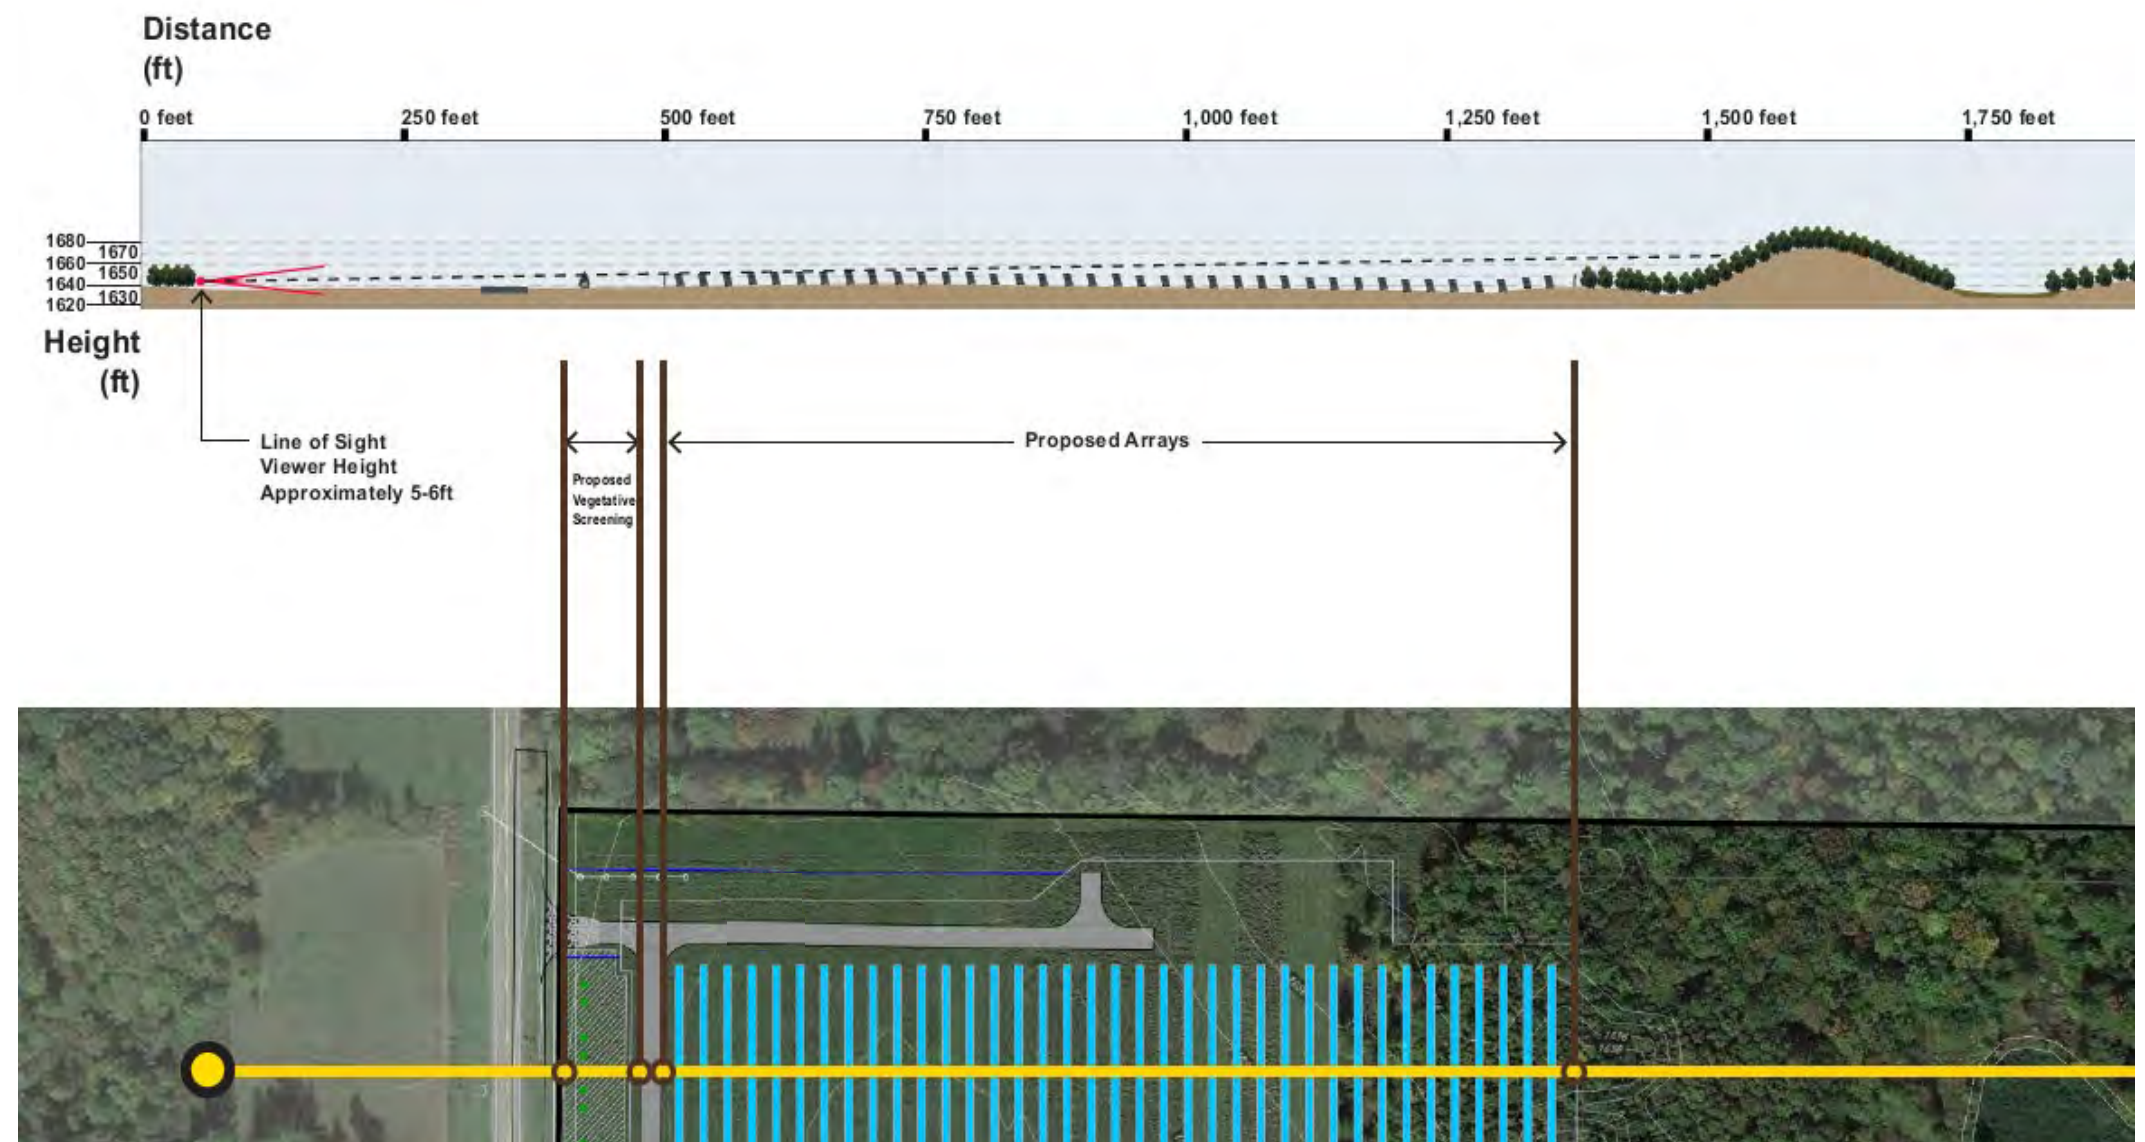 Distance
(ft)
0 feet 250 feet 500 feet 750 feet 1,000 feet 1,250 feet 1,500 feet 1,750 feet
1680
1670
1660
1650
1640
1630
1620
Height
(ft)
Line of Sight
Viewer Height
Approximately 5-6ft
Proposed Arrays
Proposed
Vegetative
Screening